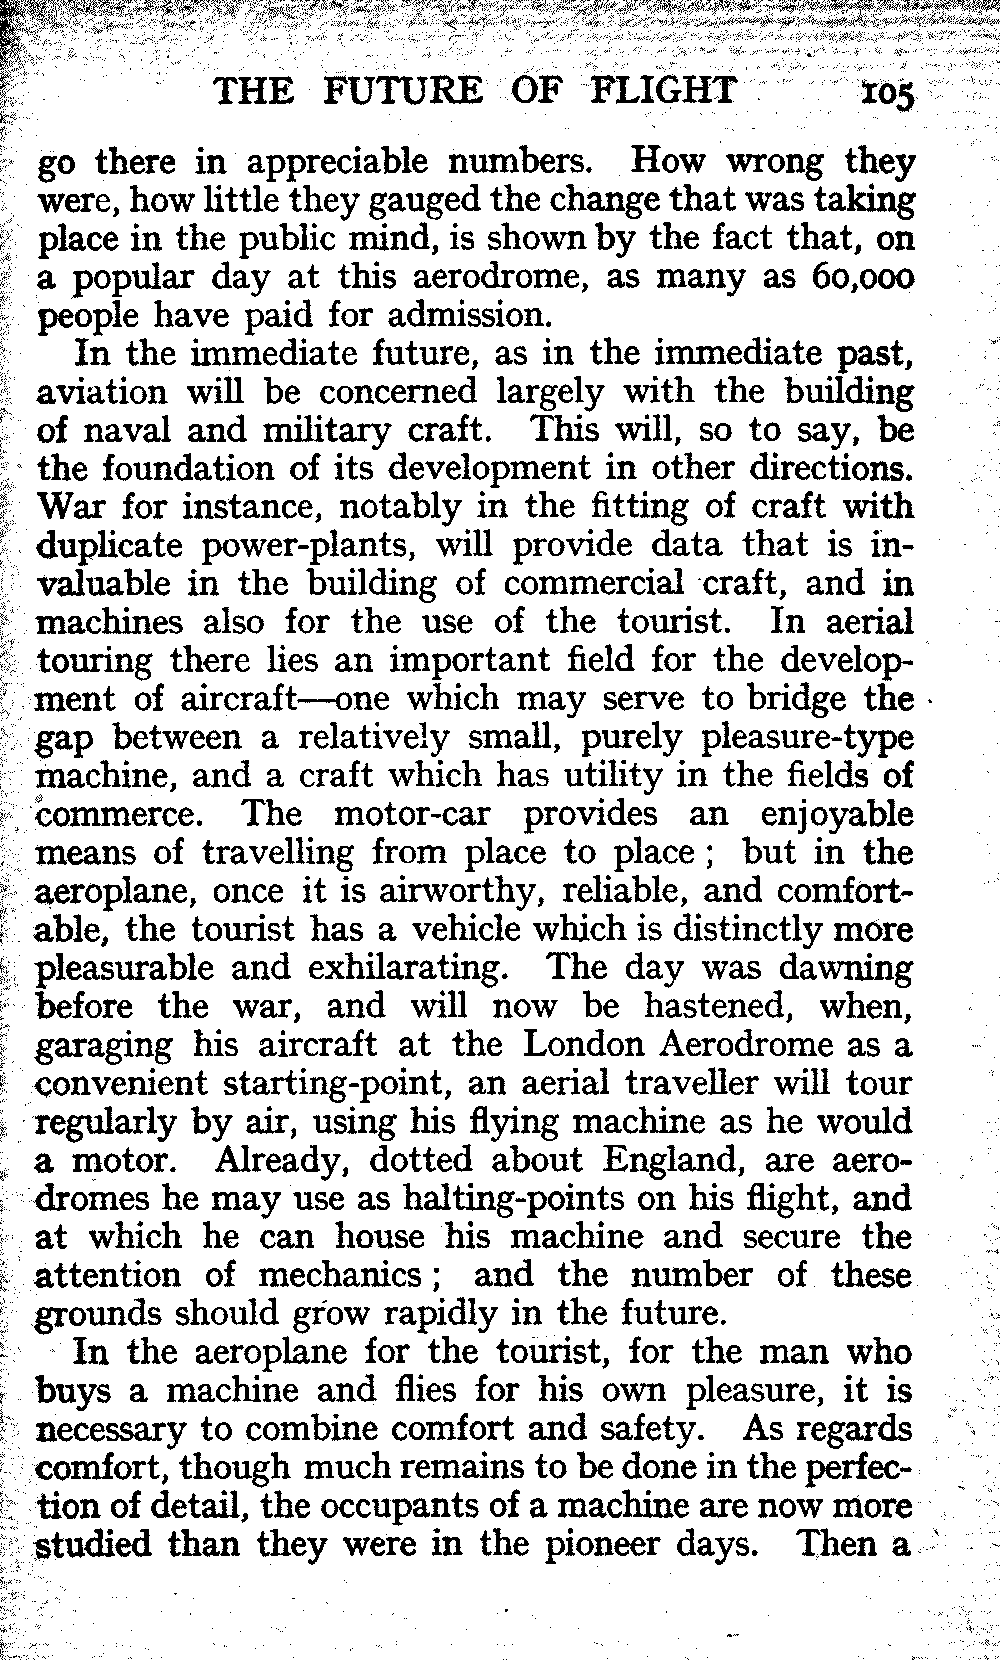 THE FUTURE OF FLIGHT 105
go there in appreciable numbers. How wrong they
were, how little they gauged the change that was taking
place in the public mind, is shown by the fact that, on
a popular day at this aerodrome, as many as 60,000
people have paid for admission.
In the immediate future, as in the immediate past,
aviation will be concerned largely with the building
of naval and military craft. This will, so to say, be
the foundation of its development in other directions.
War for instance, notably in the fitting of craft with
duplicate power-plants, will provide data that is in-
valuable in the building of commercial craft, and in
machines also for the use of the tourist. In aerial
touring there lies an important field for the develop-
ment of aircraft—one which may serve to bridge the
gap between a relatively small, purely pleasure-type
machine, and a craft which has utility in the fields of
commerce. The motor-car provides an enjoyable
means of travelling from place to place ; but in the
aeroplane, once it is airworthy, reliable, and comfort-
able, the tourist has a vehicle which is distinctly more
pleasurable and exhilarating. The day was dawning
before the war, and will now be hastened, when,
garaging his aircraft at the London Aerodrome as a
convenient starting-point, an aerial traveller will tour
regularly by air, using his flying machine as he would
a motor. Already, dotted about England, are aero-
dromes he may use as halting-points on his flight, and
at which he can house his machine and secure the
attention of mechanics ; and the number of these
grounds should grow rapidly in the future.
In the aeroplane for the tourist, for the man who
buys a machine and flies for his own pleasure, it is
necessary to combine comfort and safety. As regards
comfort, though much remains to be done in the perfec-
tion of detail, the occupants of a machine are now more
studied than they were in the pioneer days. Then a